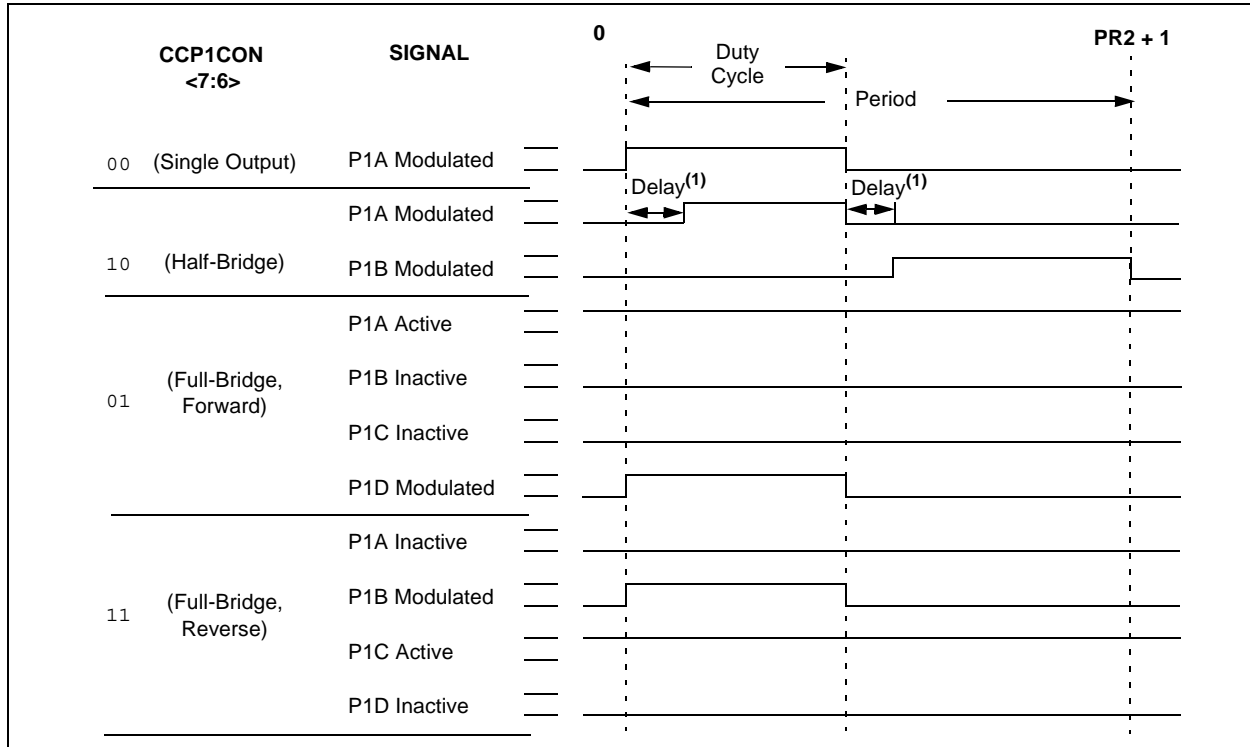 CCP1CON
<7:6>
SIGNAL
0
PR2 + 1
Duty
Cycle
Period
00 (Single Output) P1A Modulated
Delay(1) Delay(1)
P1A Modulated
10 (Half-Bridge) P1B Modulated
P1A Active
01 (Full-Bridge,
Forward)
P1B Inactive
P1C Inactive
P1D Modulated
P1A Inactive
11 (Full-Bridge,
Reverse)
P1B Modulated
P1C Active
P1D Inactive